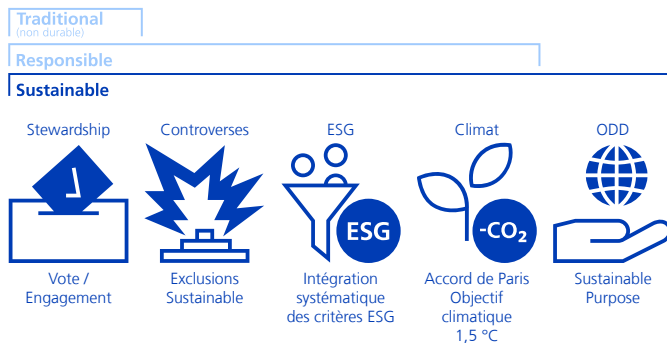 Traditional
(non durable)
Responsible
Sustainable
Stewardship
Controverses
ESG
Climat
ODD
ESG
-CO₂
Vote /
Engagement
Exclusions
Sustainable
Intégration
systématique
des critères ESG
Accord de Paris
Objectif
climatique
1,5 °C
Sustainable
Purpose